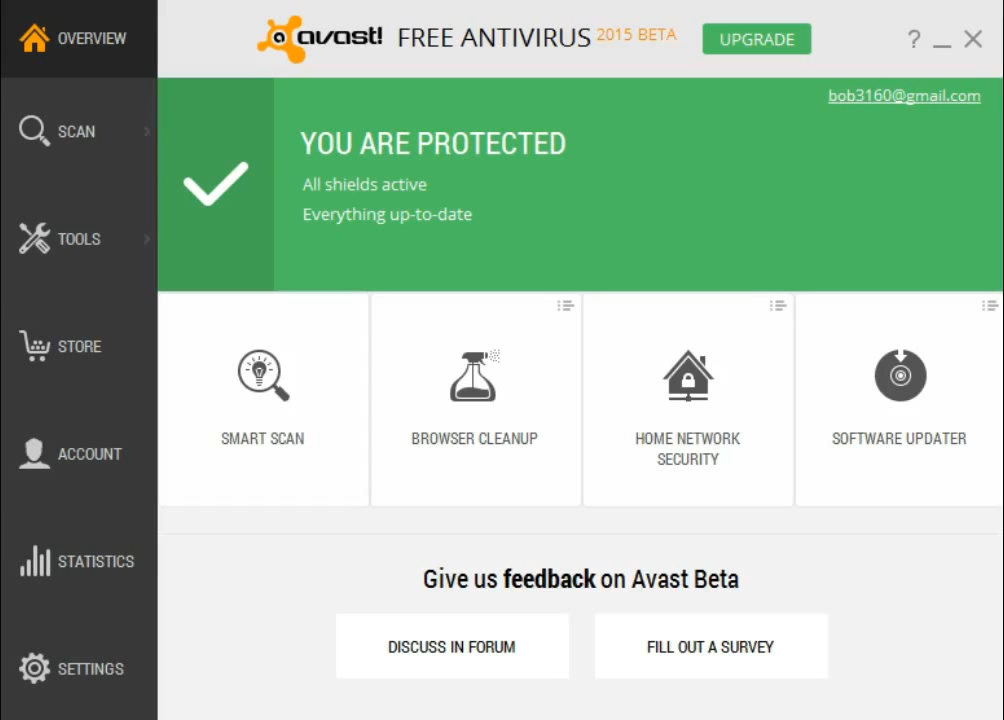 OVERVIEW
avast! FREE ANTIVIRUS 2015 BETA
UPGRADE
?
bob3160@gmail.com
SCAN
YOU ARE PROTECTED
All shields active
Everything up-to-date
TOOLS
STORE
ACCOUNT
STATISTICS
SETTINGS
SMART SCAN
BROWSER CLEANUP
HOME NETWORK
SECURITY
SOFTWARE UPDATER
Give us feedback on Avast Beta
DISCUSS IN FORUM
FILL OUT A SURVEY